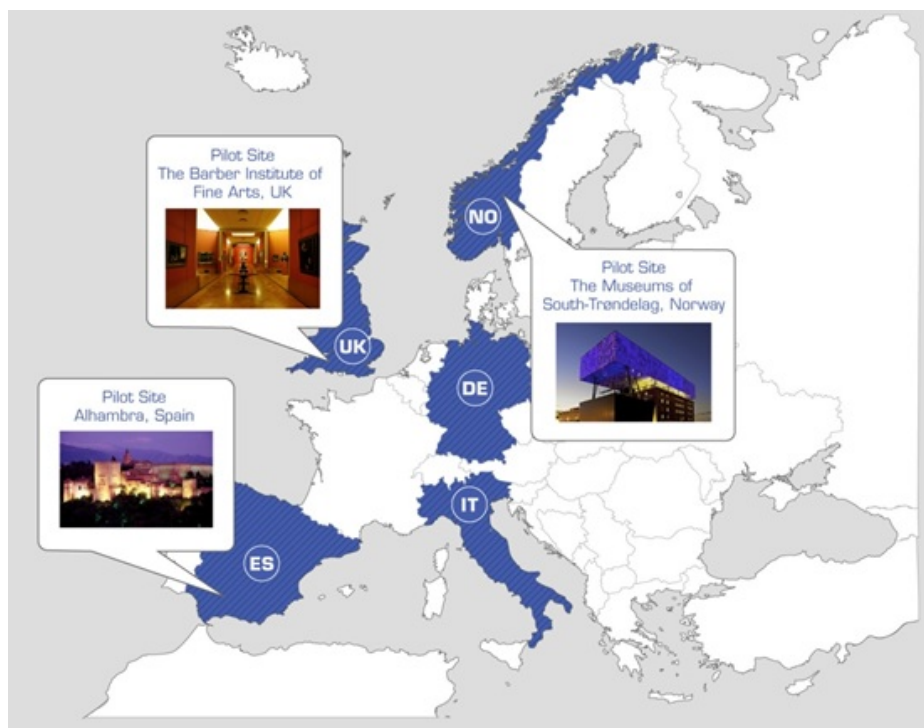 Pilot Site
The Barber Institute of
Fine Arts, UK
NO
Pilot Site
The Museums of
South-Trøndelag, Norway
UK
DE
Pilot Site
Alhambra, Spain
IT
ES